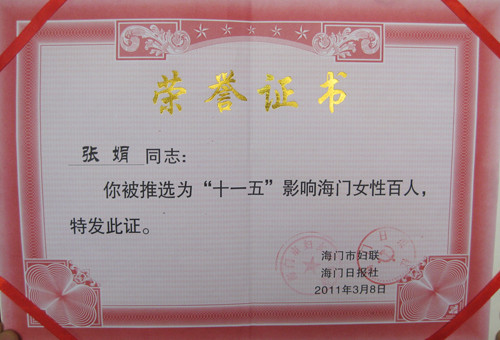 荣誉证书
张娟 同志：
你被推选为“十一五”影响海门女性百人，
特发此证。
海门市妇联
海门日报社
2011年3月8日